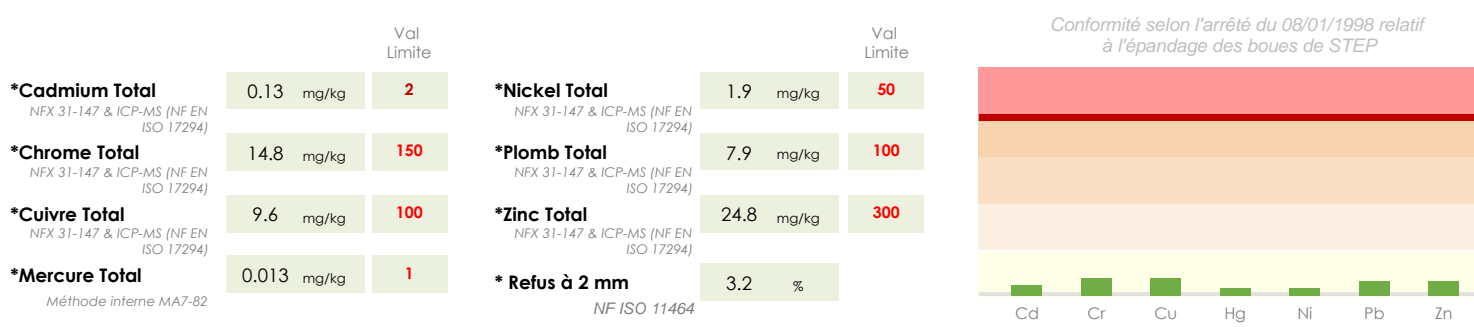 Val
Limite
*Cadmium Total 0.13 mg/kg 2
NFX 31-147 & ICP-MS (NF EN
ISO 17294)
*Chrome Total 14.8 mg/kg 150
NFX 31-147 & ICP-MS (NF EN
ISO 17294)
*Cuivre Total 9.6 mg/kg 100
NFX 31-147 & ICP-MS (NF EN
ISO 17294)
*Mercure Total 0.013 mg/kg 1
Méthode interne MA7-82
Val
Limite
*Nickel Total 1.9 mg/kg 50
NFX 31-147 & ICP-MS (NF EN
ISO 17294)
*Plomb Total 7.9 mg/kg 100
NFX 31-147 & ICP-MS (NF EN
ISO 17294)
*Zinc Total 24.8 mg/kg 300
NFX 31-147 & ICP-MS (NF EN
ISO 17294)
* Refus à 2 mm 3.2 %
NF ISO 11464
Conformité selon l'arrêté du 08/01/1998 relatif
à l'épandage des boues de STEP
Cd Cr Cu Hg Ni Pb Zn